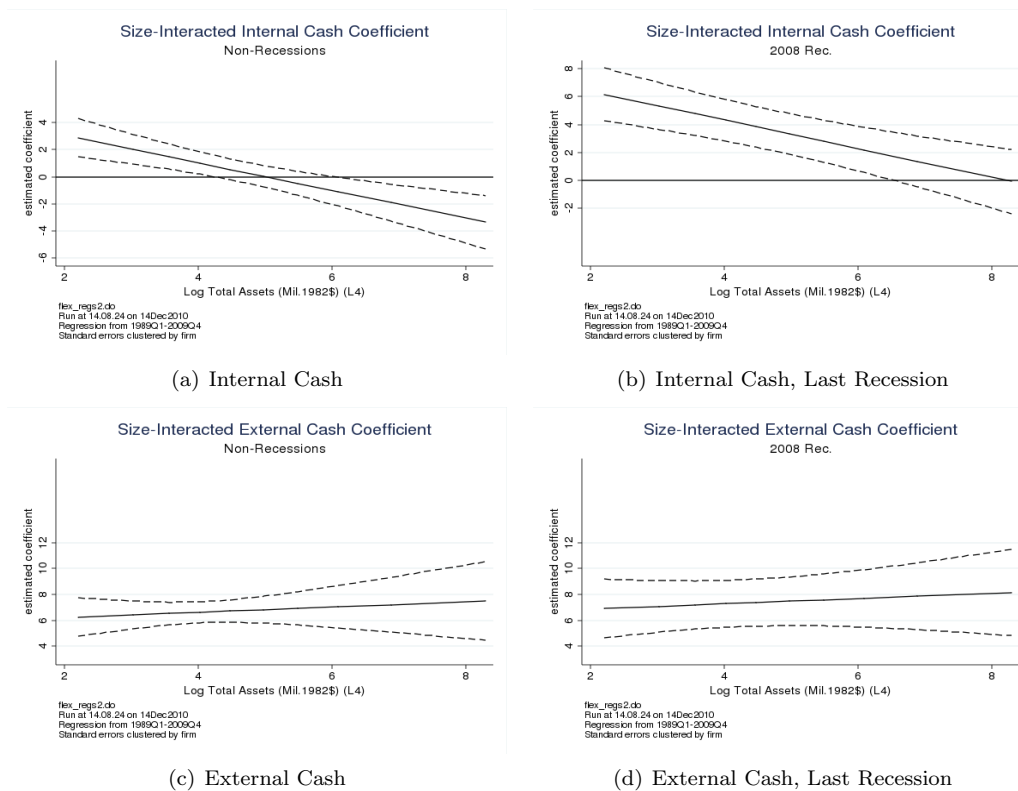 Size-Interacted Internal Cash Coefficient
Non-Recessions
estimated coefficient
4
2
0
-2
-4
-6
2 4 6 8
Log Total Assets (Mil.1982$) (L4)
flex_regs2.do
Run at 14.08.24 on 14Dec2010
Regression from 1989Q1-2009Q4
Standard errors clustered by firm
(a) Internal Cash
Size-Interacted Internal Cash Coefficient
2008 Rec.
estimated coefficient
8
6
4
2
0
-2
2 4 6 8
Log Total Assets (Mil.1982$) (L4)
flex_regs2.do
Run at 14.08.24 on 14Dec2010
Regression from 1989Q1-2009Q4
Standard errors clustered by firm
(b) Internal Cash, Last Recession
Size-Interacted External Cash Coefficient
Non-Recessions
estimated coefficient
12
10
8
6
4
2 4 6 8
Log Total Assets (Mil.1982$) (L4)
flex_regs2.do
Run at 14.08.24 on 14Dec2010
Regression from 1989Q1-2009Q4
Standard errors clustered by firm
(c) External Cash
Size-Interacted External Cash Coefficient
2008 Rec.
estimated coefficient
12
10
8
6
4
2 4 6 8
Log Total Assets (Mil.1982$) (L4)
flex_regs2.do
Run at 14.08.24 on 14Dec2010
Regression from 1989Q1-2009Q4
Standard errors clustered by firm
(d) External Cash, Last Recession